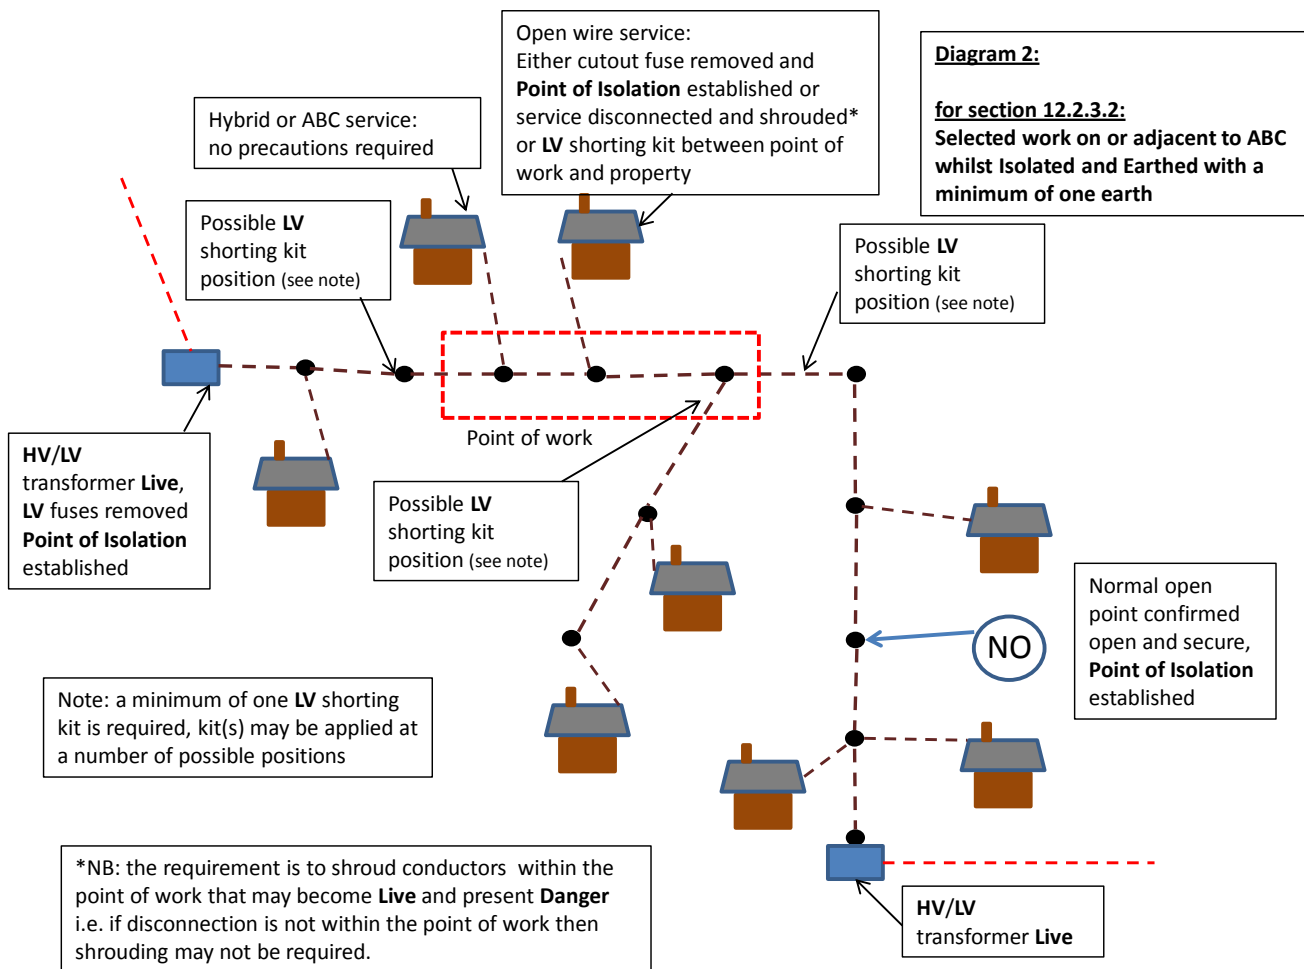 Open wire service:
Either cutout fuse removed and
Point of Isolation established or
service disconnected and shrouded*
or LV shorting kit between point of
work and property
Diagram 2:
for section 12.2.3.2:
Selected work on or adjacent to ABC
whilst Isolated and Earthed with a
minimum of one earth
Hybrid or ABC service:
no precautions required
Possible LV
shorting kit
position (see note)
Possible LV
shorting kit
position (see note)
Point of work
HV/LV
transformer Live,
LV fuses removed
Point of Isolation
established
Possible LV
shorting kit
position (see note)
Normal open
point confirmed
open and secure,
Point of Isolation
established
NO
Note: a minimum of one LV shorting
kit is required, kit(s) may be applied at
a number of possible positions
*NB: the requirement is to shroud conductors within the
point of work that may become Live and present Danger
i.e. if disconnection is not within the point of work then
shrouding may not be required.
HV/LV
transformer Live